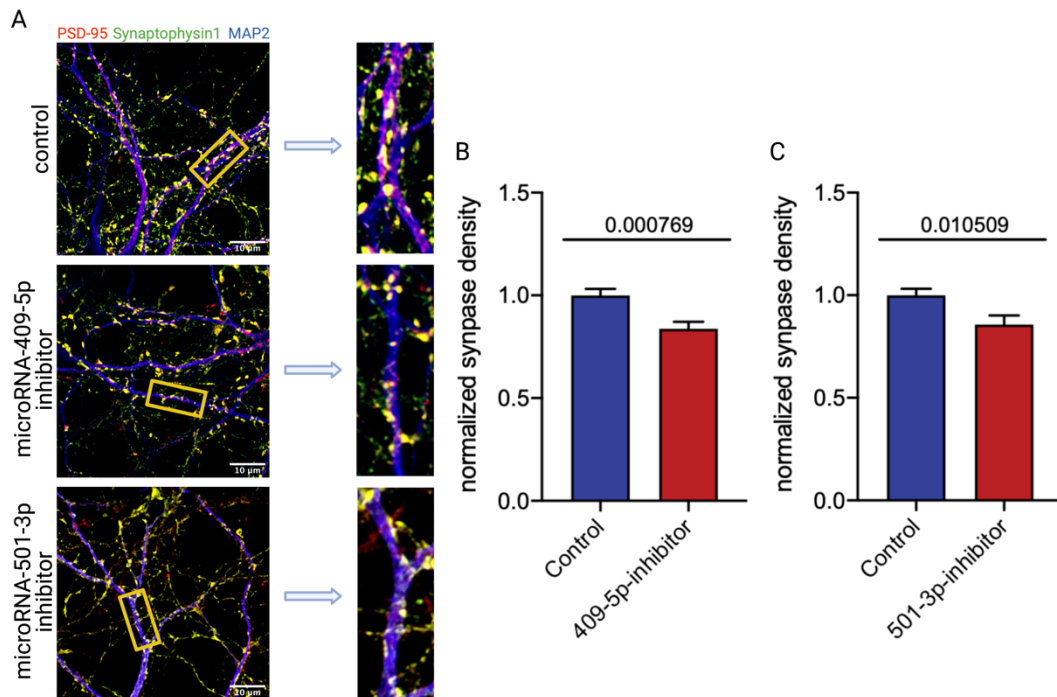 A
PSD-95 Synaptophysin1 MAP2
control
10 µm
microRNA-409-5p
inhibitor
10 µm
microRNA-501-3p
inhibitor
10 µm
B
normalized synpase density
1.5
1.0
0.5
0.0
0.000769
Control
409-5p-inhibitor
C
normalized synpase density
1.5
1.0
0.5
0.0
0.010509
Control
501-3p-inhibitor